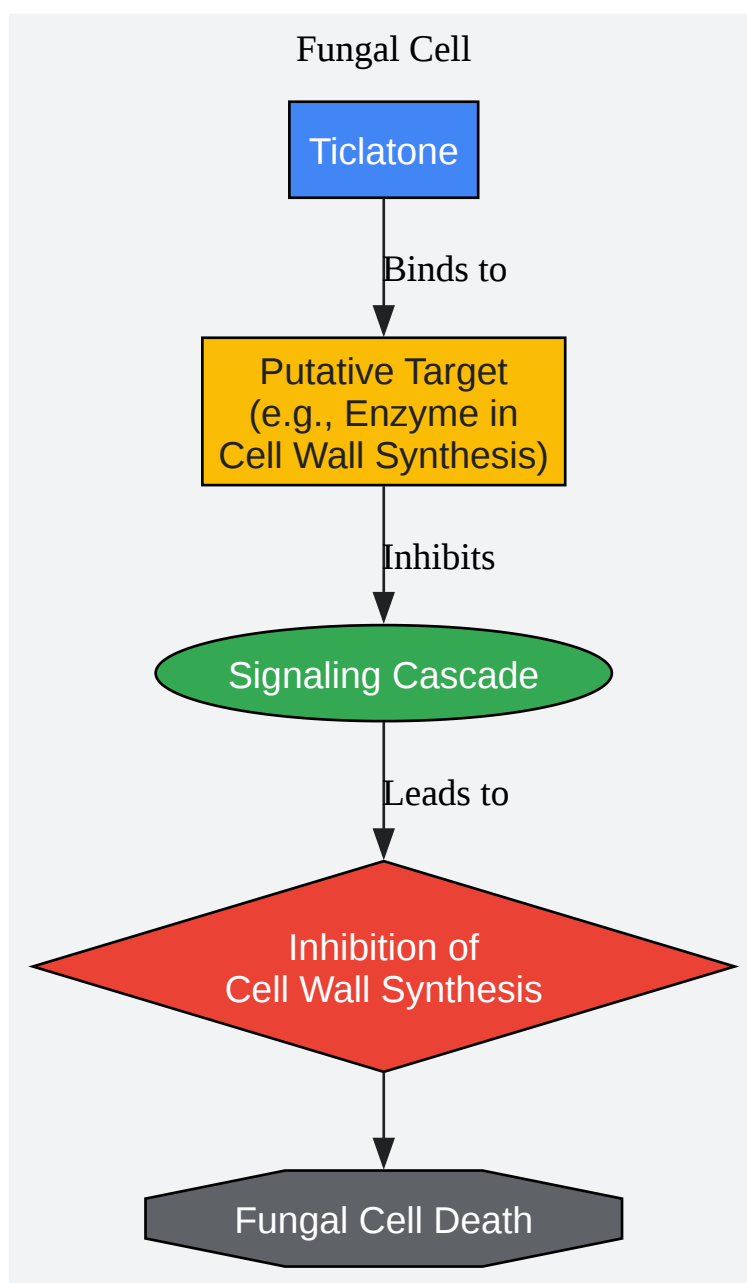 Fungal Cell
Ticlatone
Binds to
Putative Target
(e.g., Enzyme in
Cell Wall Synthesis)
Inhibits
Signaling Cascade
Leads to
Inhibition of
Cell Wall Synthesis
Fungal Cell Death